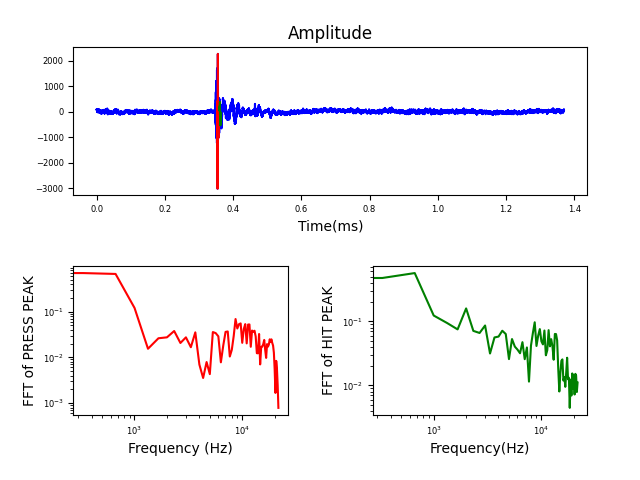 Amplitude
2000
1000
0
−1000
−2000
−3000
0.0 0.2 0.4 0.6 0.8 1.0 1.2 1.4
Time(ms)
FFT of PRESS PEAK
10⁻¹
10⁻²
10⁻³
10³ 10⁴
Frequency (Hz)
FFT of HIT PEAK
10⁻¹
10⁻²
10³ 10⁴
Frequency(Hz)